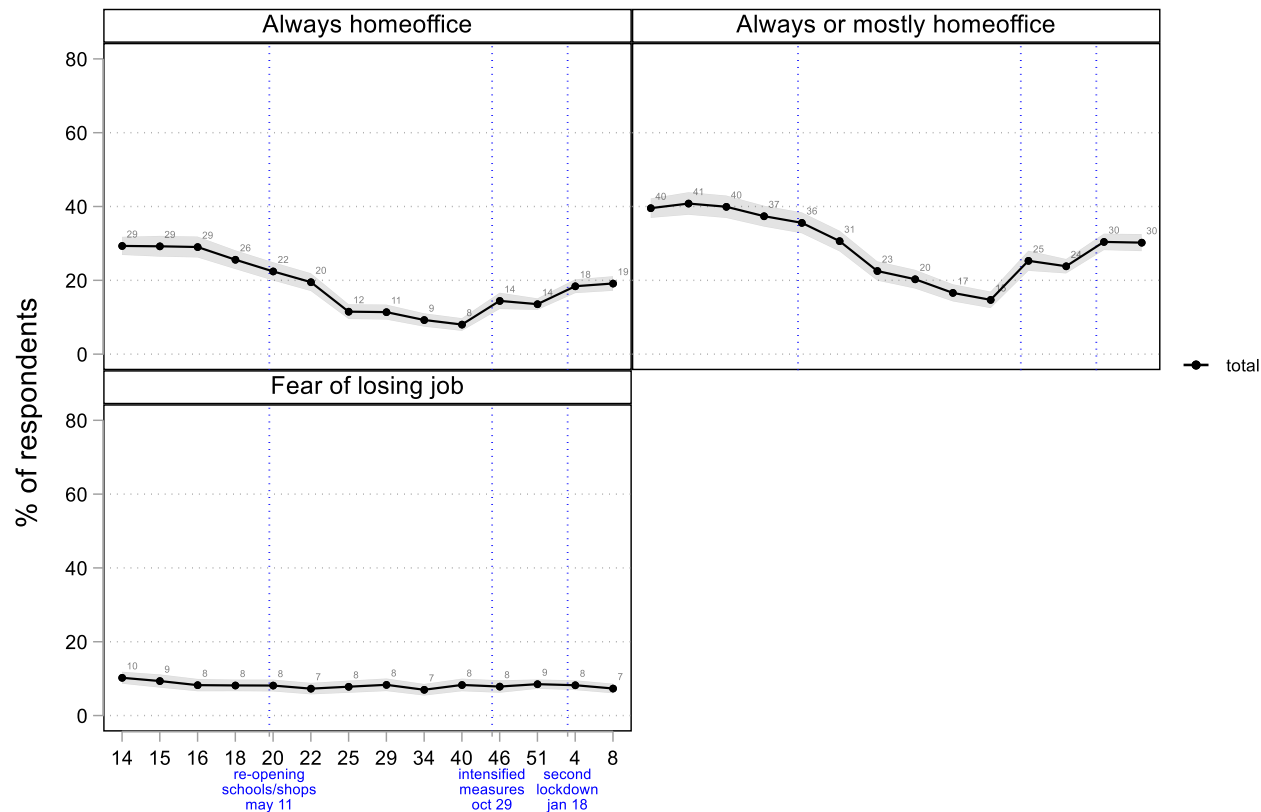 Always homeoffice
Always or mostly homeoffice
80
60
40
20
0
29 29 29 26 22 20 12 11 9 8 14 14 18 19
40 41 40 37 36 31 23 20 17 25 24 30 30
Fear of losing job
80
60
40
20
0
10 9 8 8 8 7 8 8 7 8 8 9 8 7
% of respondents
total
14 15 16 18 20 22 25 29 34 40 46 51 4 8
re-opening
schools/shops
may 11
intensified
measures
oct 29
second
lockdown
jan 18